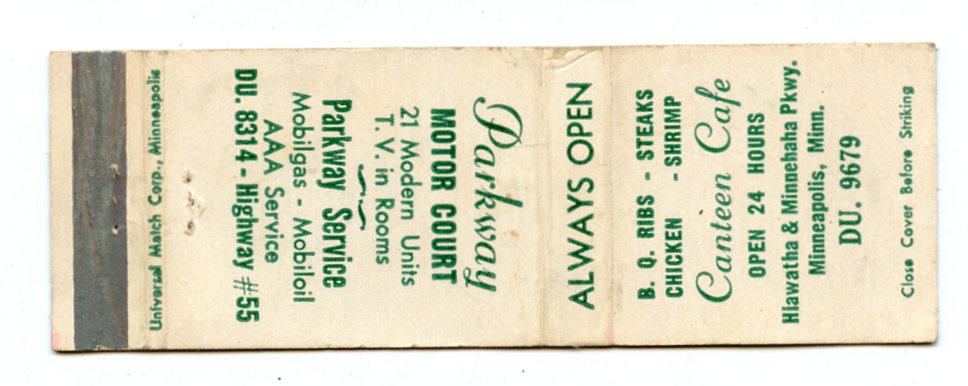 Parkway
MOTOR COURT
21 Modern Units
T. V. in Rooms
Parkway Service
Mobilgas - Mobiloil
AAA Service
DU. 8314 - Highway #55
Universal Match Corp., Minneapolis
ALWAYS OPEN
B. Q. RIBS - STEAKS
CHICKEN - SHRIMP
Canteen Cafe
OPEN 24 HOURS
Hiawatha & Minnehaha Pkwy.
Minneapolis, Minn.
DU. 9679
Close Cover Before Striking